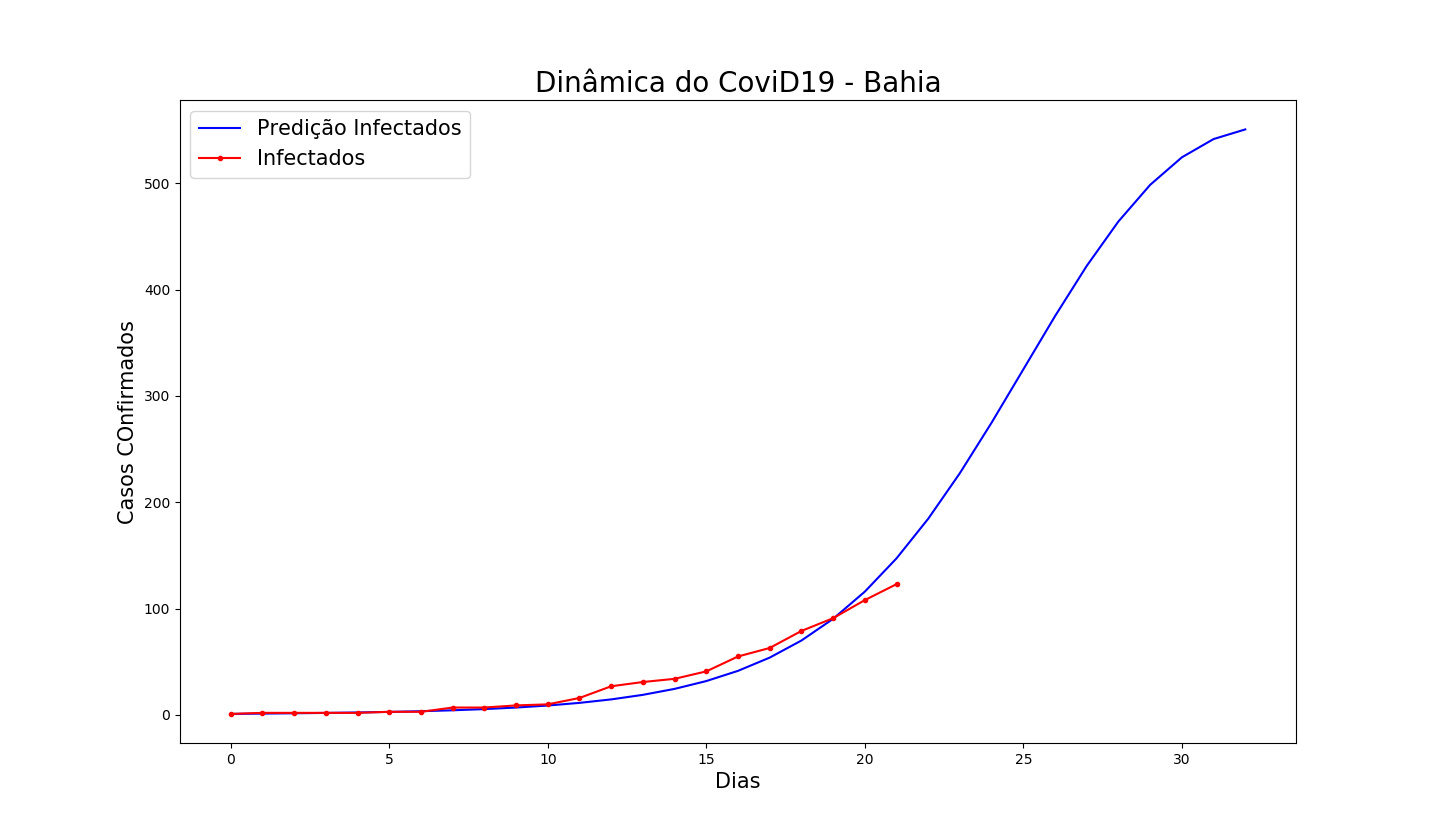 Dinâmica do CoviD19 - Bahia
Predição Infectados
Infectados
Casos COnfirmados
500
400
300
200
100
0
0 5 10 15 20 25 30
Dias